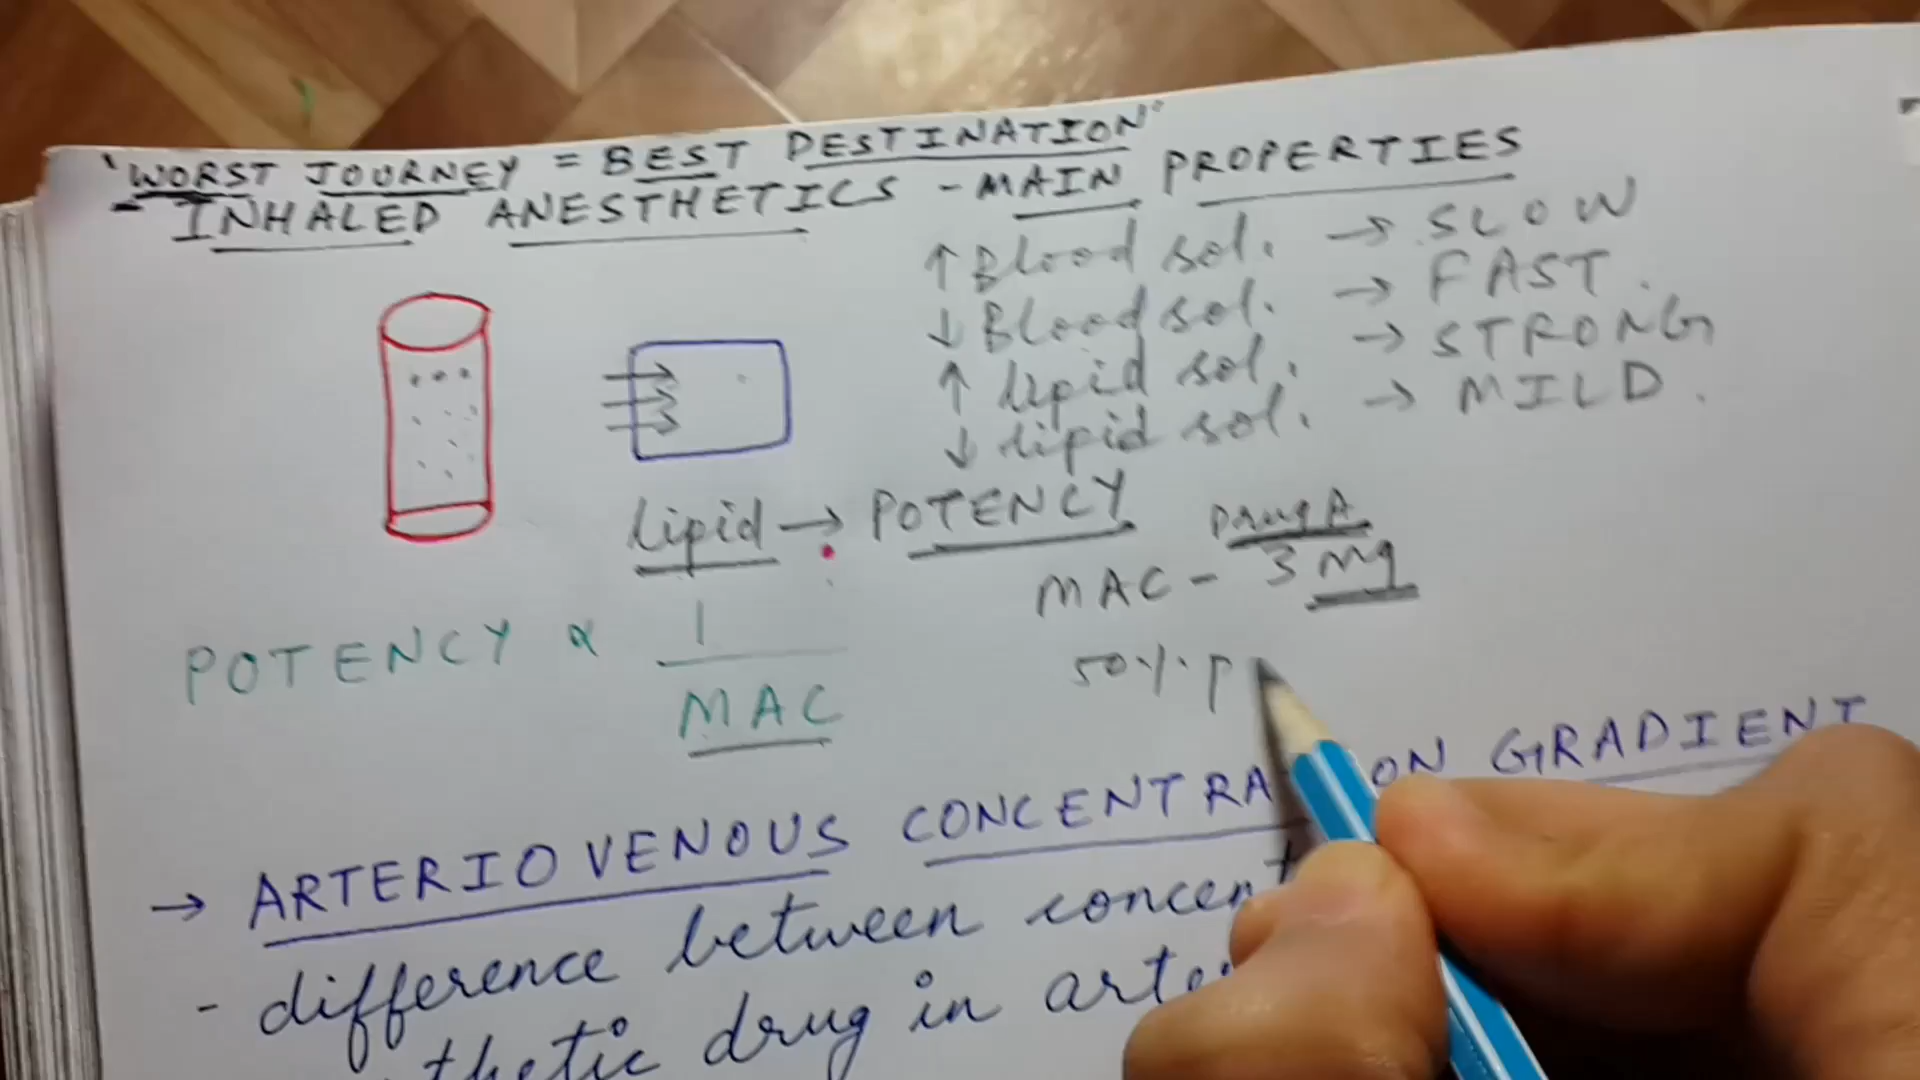 "WORST JOURNEY = BEST DESTINATION"
- INHALED ANESTHETICS - MAIN PROPERTIES
↑ Blood sol. → SLOW
↓ Blood sol. → FAST.
↑ lipid sol. → STRONG
↓ lipid sol. → MILD.
lipid → POTENCY
Drug A
MAC - 3 mg
POTENCY ∝ 1
MAC
50% p
→ ARTERIOVENOUS CONCENTRA ON GRADIENT
- difference between concent
thetic drug in arte